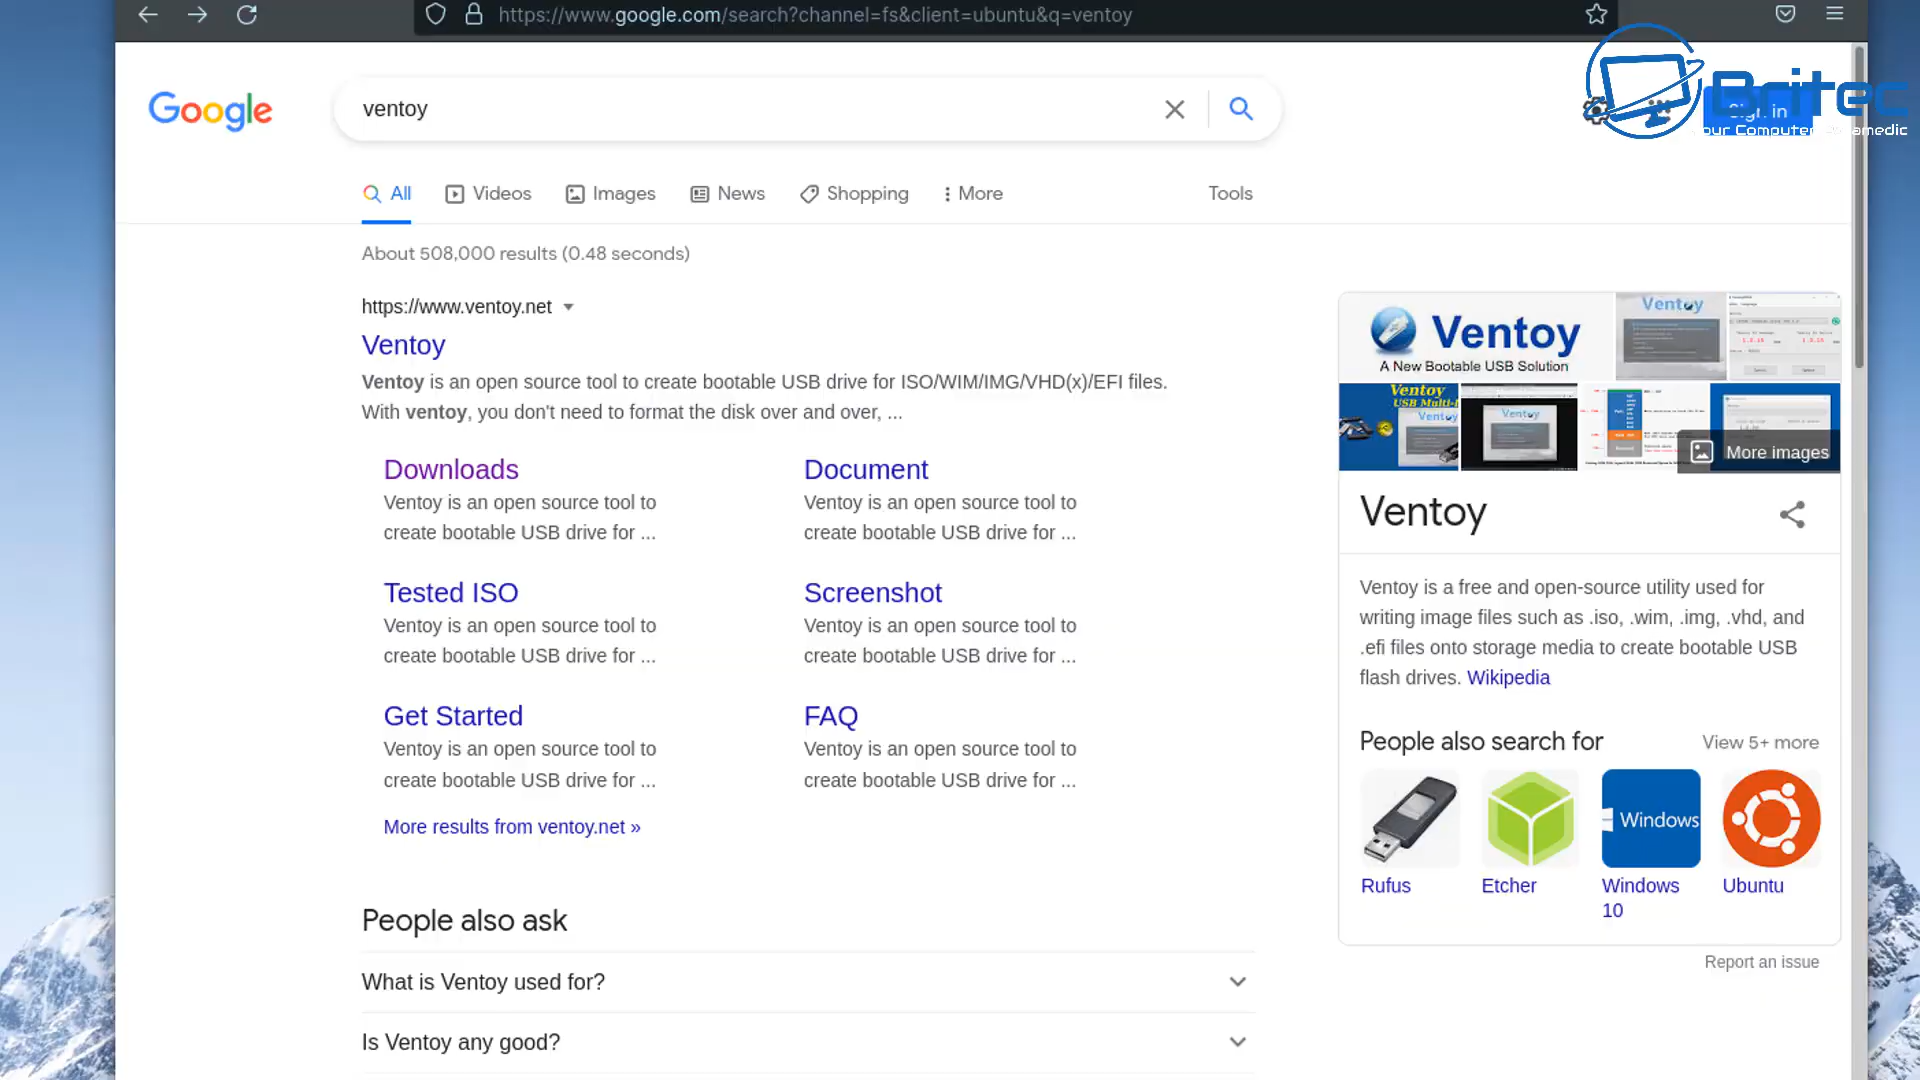 https://www.google.com/search?channel=fs&client=ubuntu&q=ventoy
Britec
Google
ventoy
Sign in
All
Videos
Images
News
Shopping
More
Tools
About 508,000 results (0.48 seconds)
https://www.ventoy.net
Ventoy
Ventoy is an open source tool to create bootable USB drive for ISO/WIM/IMG/VHD(x)/EFI files.
With ventoy, you don't need to format the disk over and over, ...
Downloads
Ventoy is an open source tool to
create bootable USB drive for ...
Document
Ventoy is an open source tool to
create bootable USB drive for ...
Tested ISO
Ventoy is an open source tool to
create bootable USB drive for ...
Screenshot
Ventoy is an open source tool to
create bootable USB drive for ...
Get Started
Ventoy is an open source tool to
create bootable USB drive for ...
FAQ
Ventoy is an open source tool to
create bootable USB drive for ...
More results from ventoy.net »
People also ask
What is Ventoy used for?
Is Ventoy any good?
Ventoy
A New Bootable USB Solution
Ventoy
Ventoy
Ventoy
Ventoy
More images
Ventoy
Ventoy is a free and open-source utility used for
writing image files such as .iso, .wim, .img, .vhd, and
.efi files onto storage media to create bootable USB
flash drives. Wikipedia
People also search for
View 5+ more
Windows
Rufus
Etcher
Windows
10
Ubuntu
Report an issue